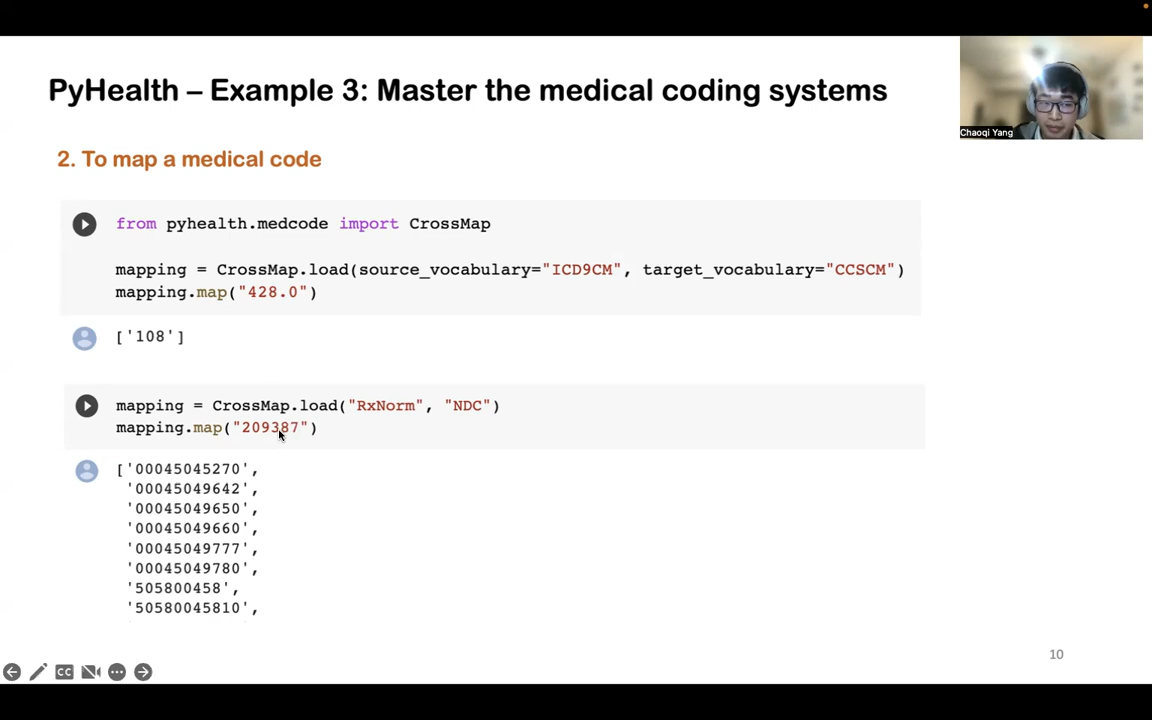 PyHealth – Example 3: Master the medical coding systems
Chaoqi Yang
2. To map a medical code
from pyhealth.medcode import CrossMap
mapping = CrossMap.load(source_vocabulary="ICD9CM", target_vocabulary="CCSCM")
mapping.map("428.0")
['108']
mapping = CrossMap.load("RxNorm", "NDC")
mapping.map("209387")
['00045045270',
'00045049642',
'00045049650',
'00045049660',
'00045049777',
'00045049780',
'505800458',
'50580045810',
10
CC